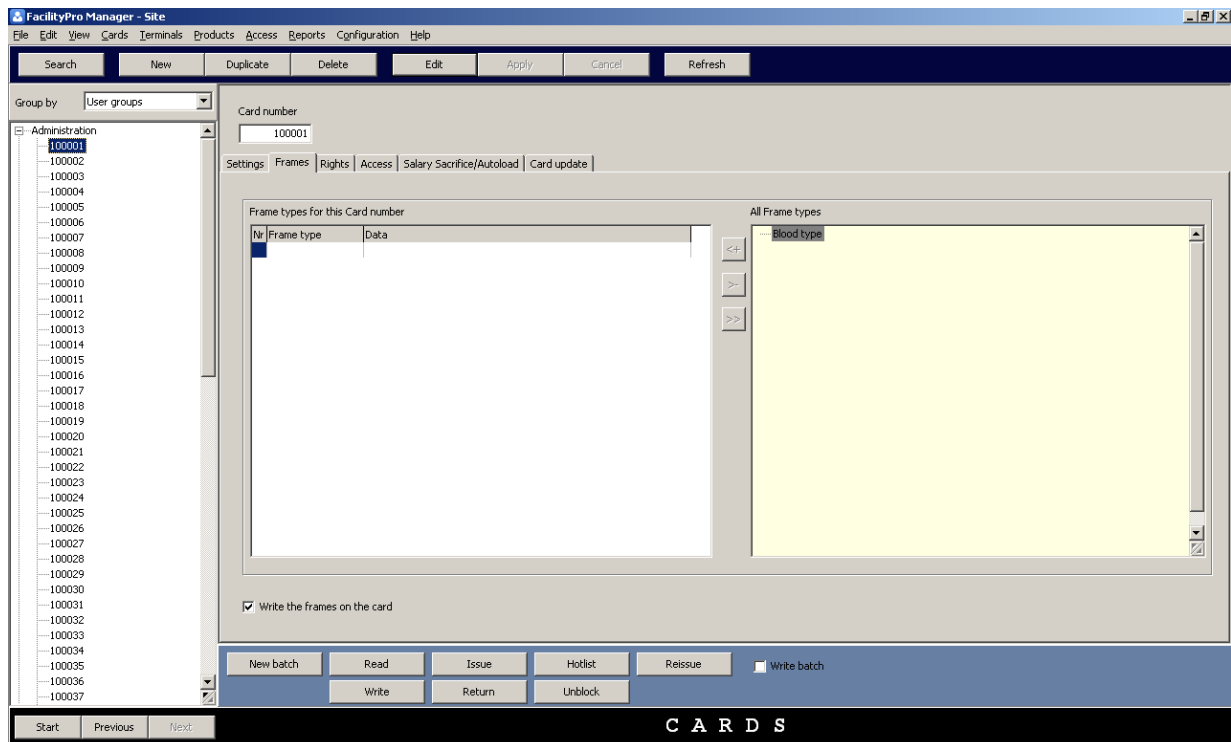 FacilityPro Manager - Site
File Edit View Cards Terminals Products Access Reports Configuration Help
Search New Duplicate Delete Edit Apply Cancel Refresh
Group by User groups
Administration
100001
100002
100003
100004
100005
100006
100007
100008
100009
100010
100011
100012
100013
100014
100015
100016
100017
100018
100019
100020
100021
100022
100023
100024
100025
100026
100027
100028
100029
100030
100031
100032
100033
100034
100035
100036
100037
Card number
100001
Settings Frames Rights Access Salary Sacrifice/Autoload Card update
Frame types for this Card number
Nr Frame type Data
<+
>-
>>
All Frame types
Blood type
Write the frames on the card
New batch Read Issue Hotlist Reissue Write batch
Write Return Unblock
Start Previous Next
CARDS